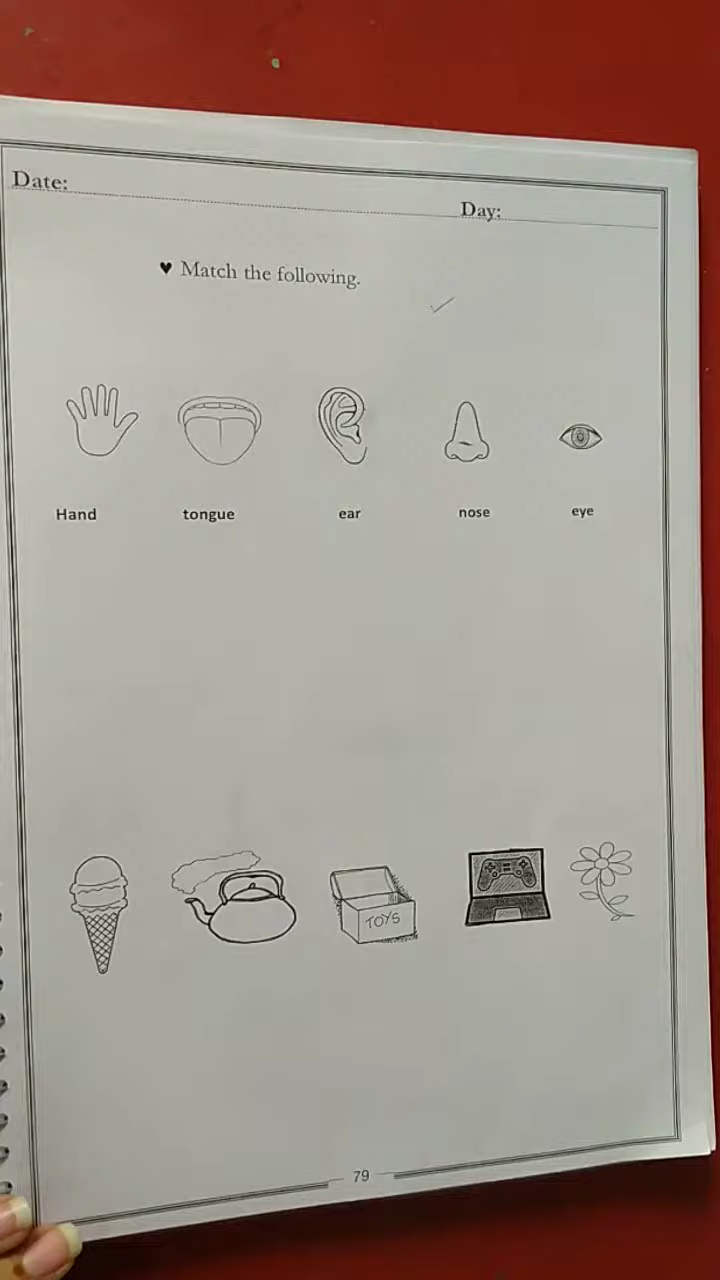 Date:
Day:
♥ Match the following.
Hand tongue ear nose eye
TOYS
79